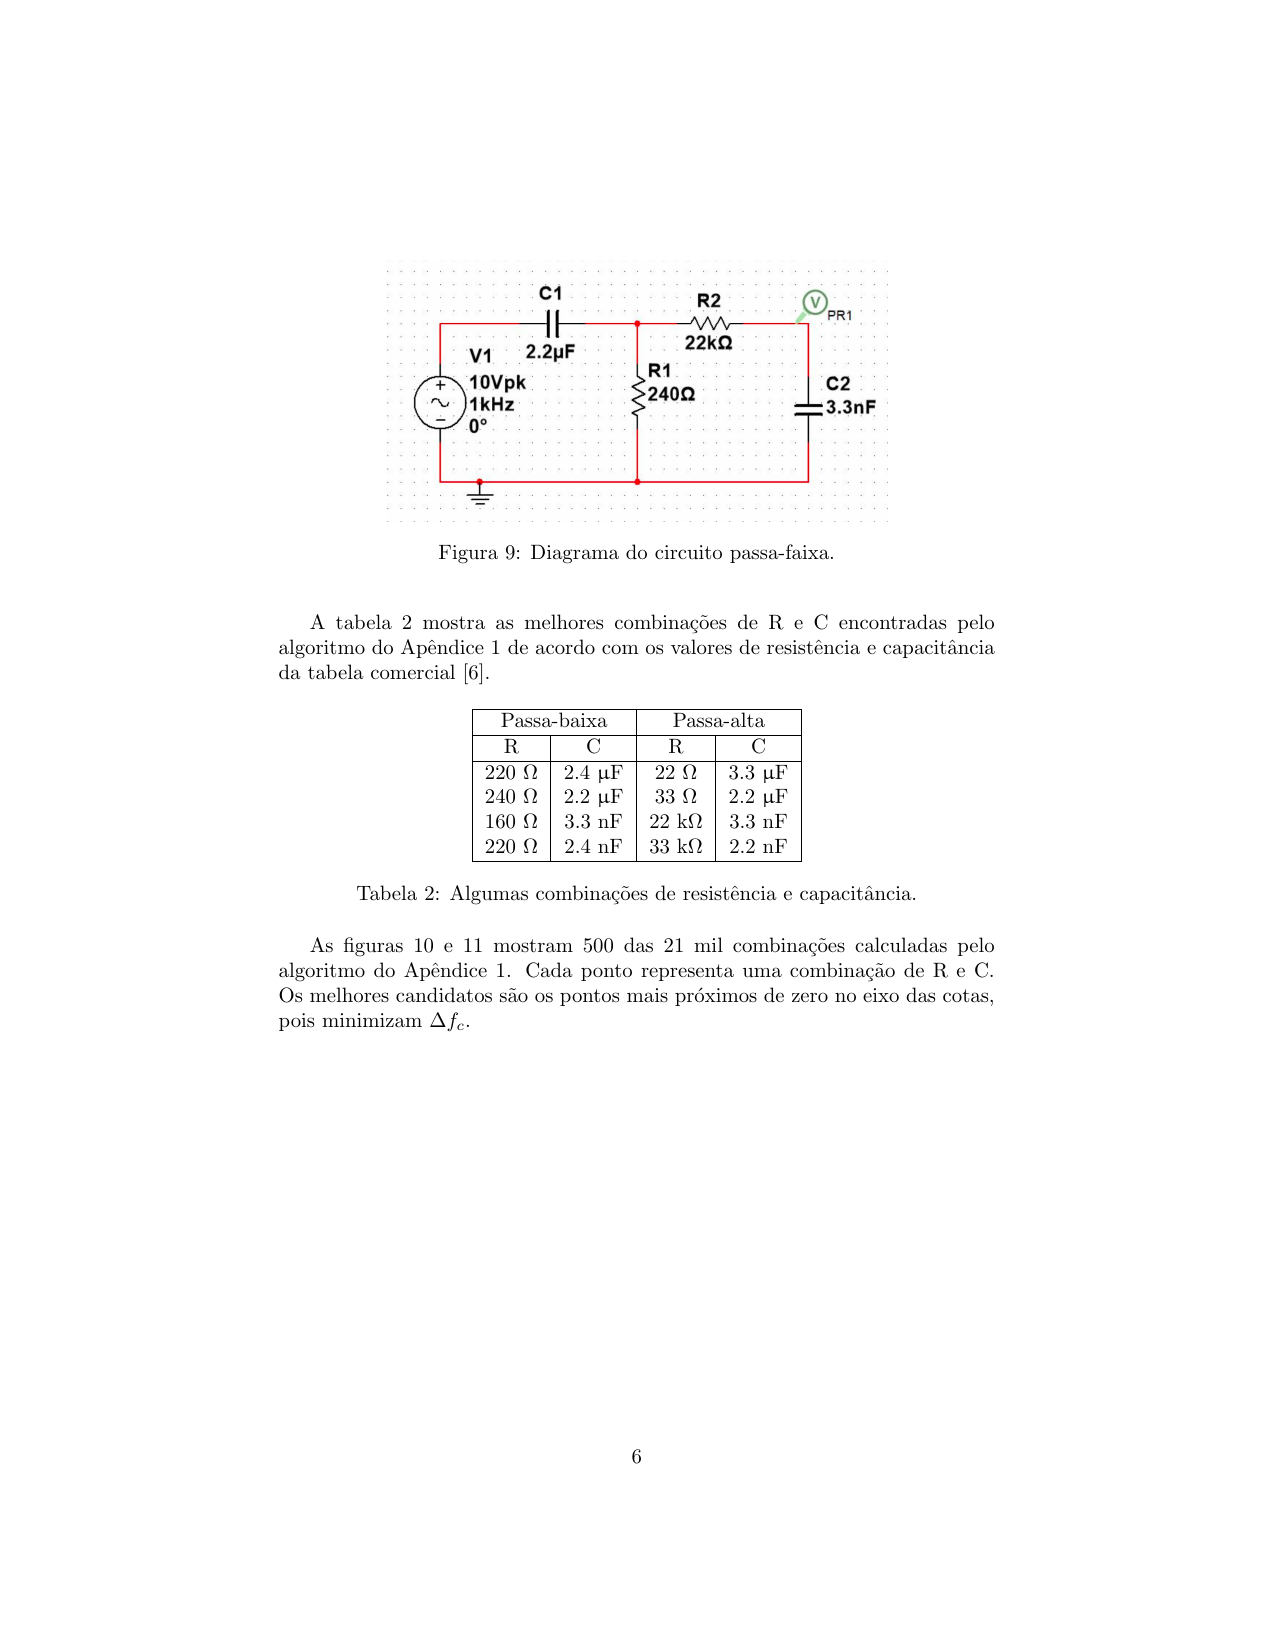 C1
2.2µF
R2
22kΩ
V
PR1
V1
10Vpk
1kHz
0°
R1
240Ω
C2
3.3nF
Figura 9: Diagrama do circuito passa-faixa.
A tabela 2 mostra as melhores combinações de R e C encontradas pelo
algoritmo do Apêndice 1 de acordo com os valores de resistência e capacitância
da tabela comercial [6].
Passa-baixa Passa-alta
R C R C
220 Ω 2.4 µF 22 Ω 3.3 µF
240 Ω 2.2 µF 33 Ω 2.2 µF
160 Ω 3.3 nF 22 kΩ 3.3 nF
220 Ω 2.4 nF 33 kΩ 2.2 nF
Tabela 2: Algumas combinações de resistência e capacitância.
As figuras 10 e 11 mostram 500 das 21 mil combinações calculadas pelo
algoritmo do Apêndice 1. Cada ponto representa uma combinação de R e C.
Os melhores candidatos são os pontos mais próximos de zero no eixo das cotas,
pois minimizam Δf_c.
6